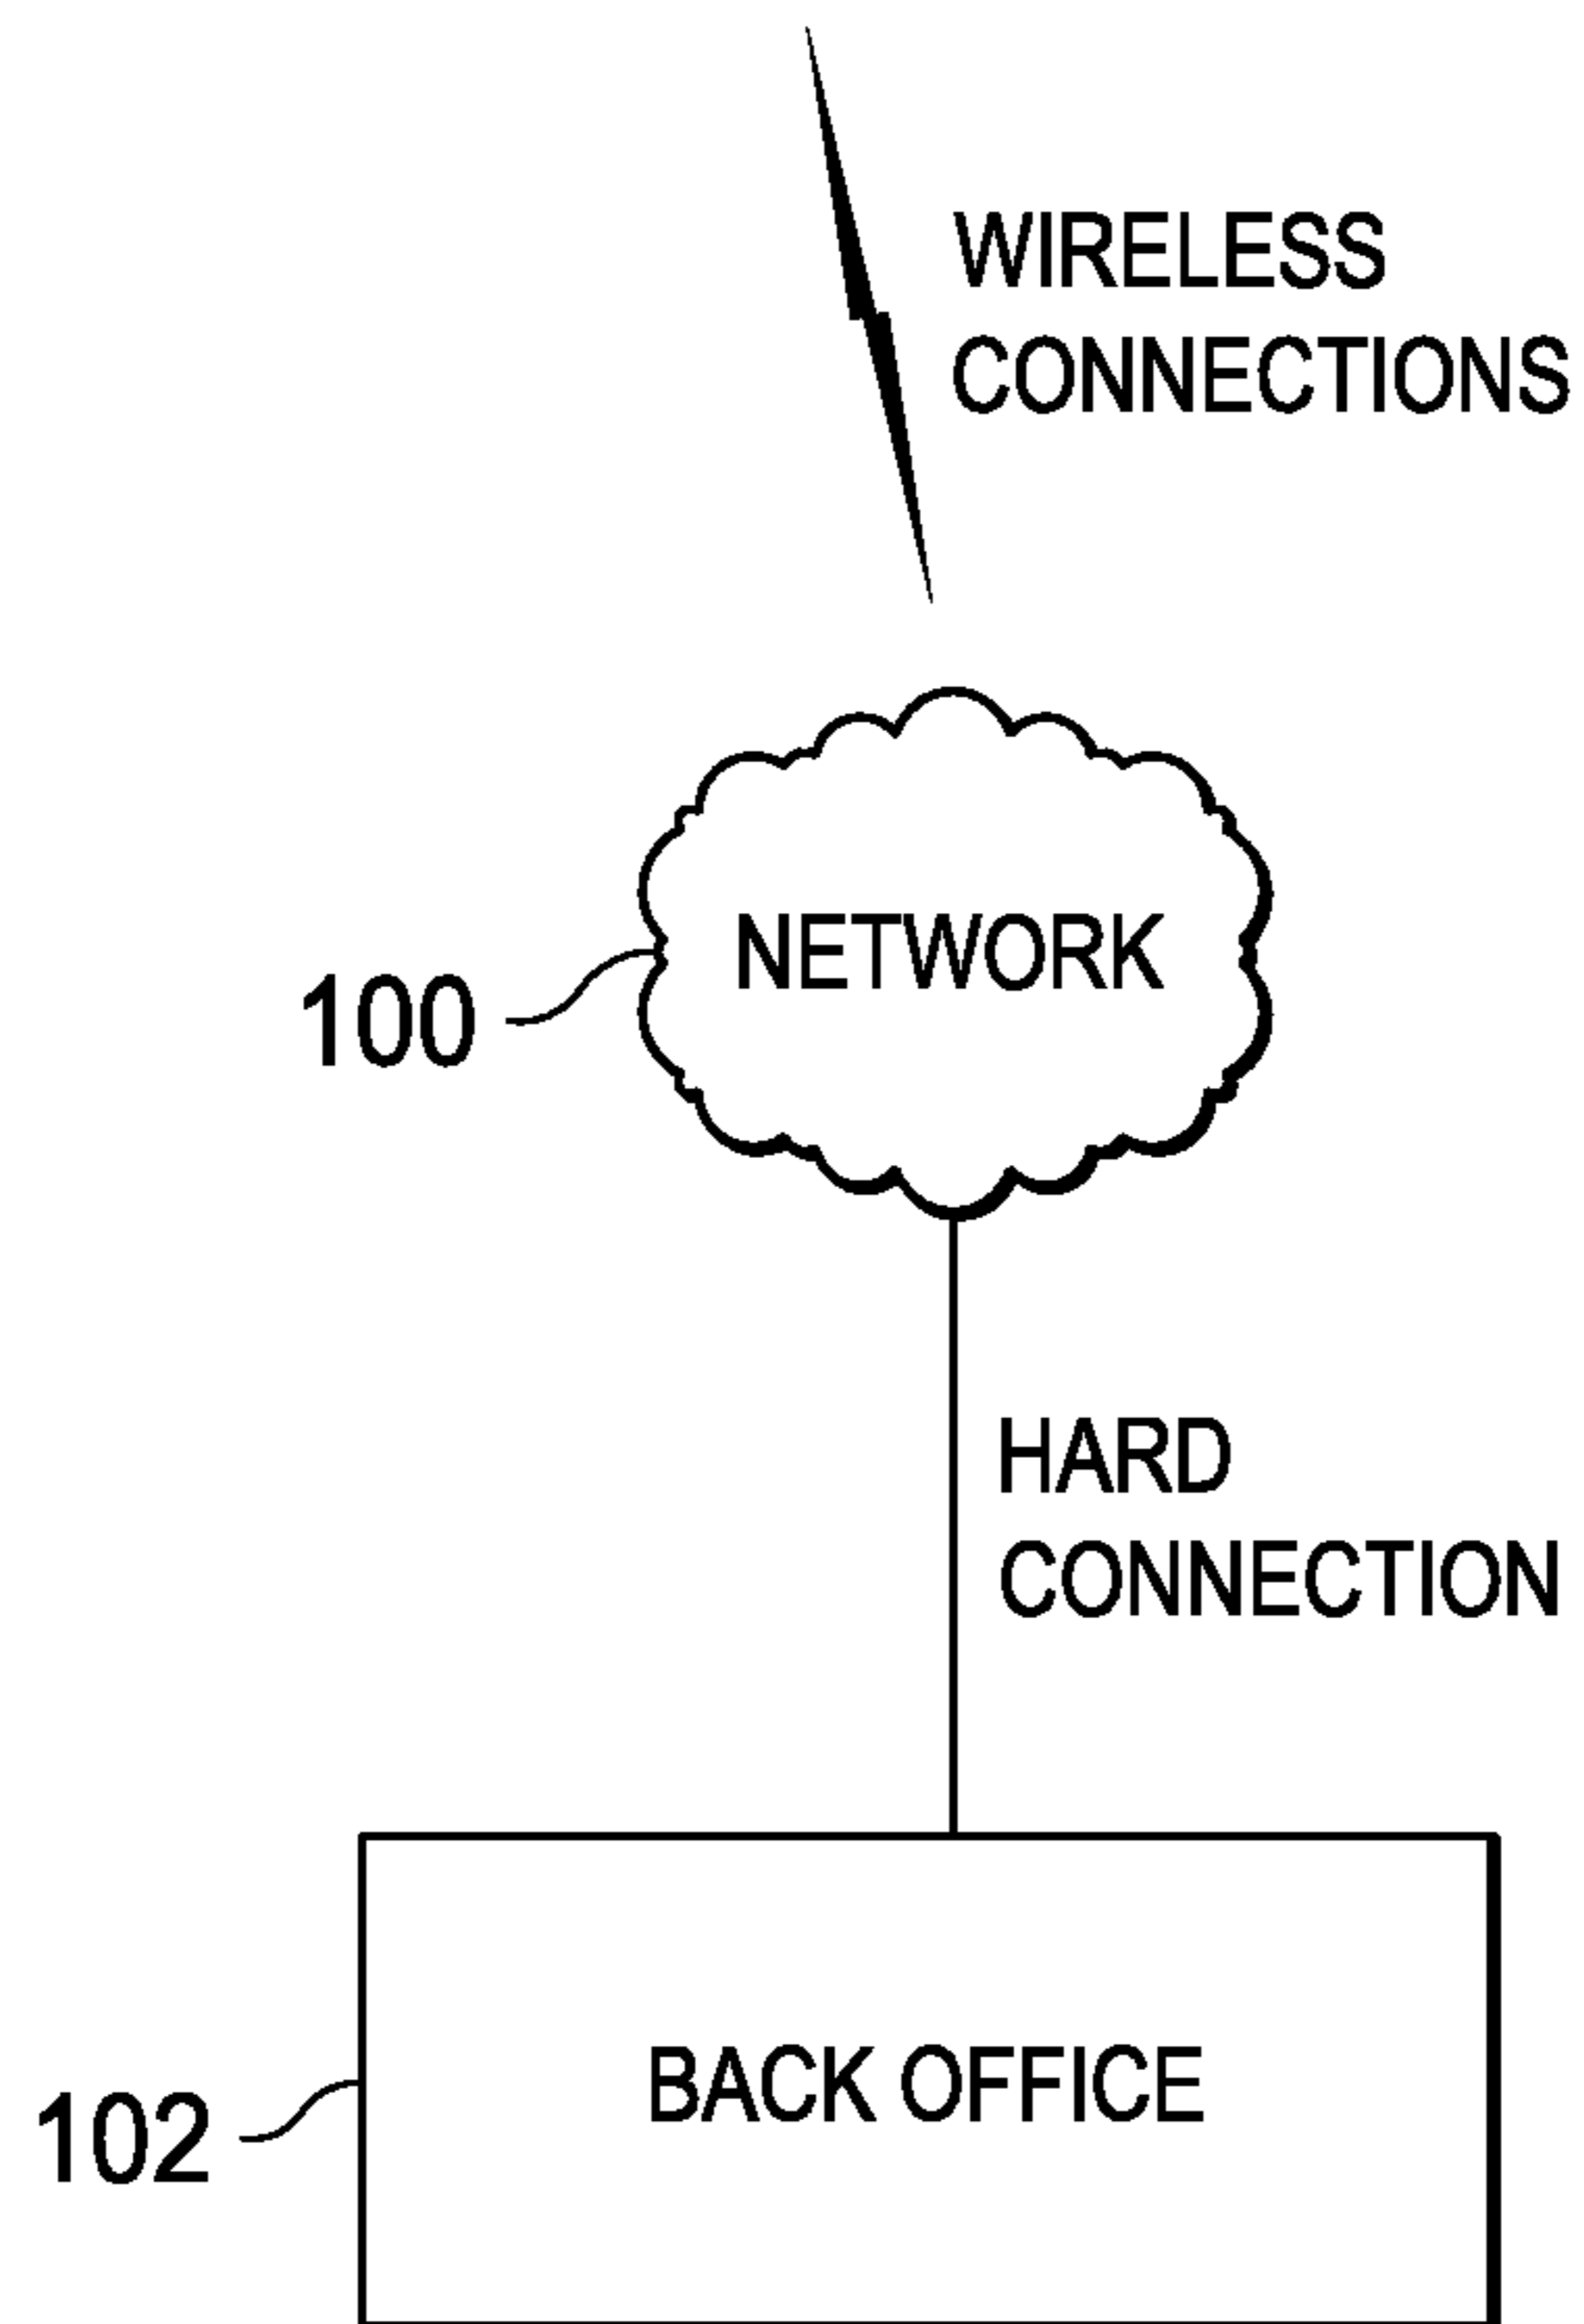 WIRELESS
CONNECTIONS
NETWORK
100
HARD
CONNECTION
BACK OFFICE
102